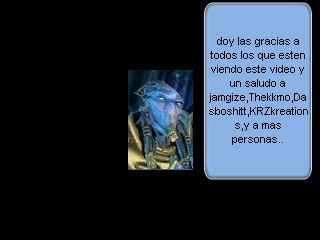 doy las gracias a
todos los que esten
viendo este video y
un saludo a
jamgize,Thekkmo,Da
sboshitt,KRZkreation
s,y a mas
personas..